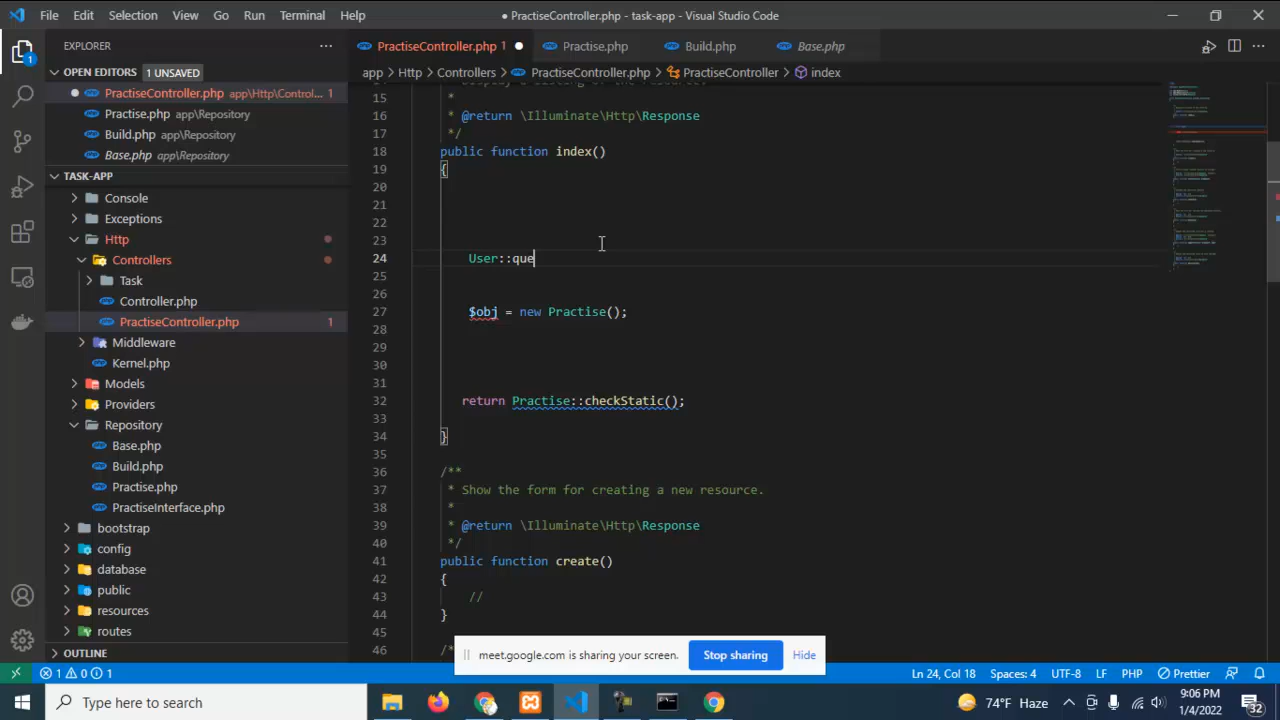 File Edit Selection View Go Run Terminal Help
● PractiseController.php - task-app - Visual Studio Code
EXPLORER
OPEN EDITORS 1 UNSAVED
PractiseController.php app\Http\Control... 1
Practise.php app\Repository
Build.php app\Repository
Base.php app\Repository
TASK-APP
Console
Exceptions
Http
Controllers
Task
Controller.php
PractiseController.php 1
Middleware
Kernel.php
Models
Providers
Repository
Base.php
Build.php
Practise.php
PractiseInterface.php
bootstrap
config
database
public
resources
routes
OUTLINE
PractiseController.php 1 Practise.php Build.php Base.php
app > Http > Controllers > PractiseController.php > PractiseController > index
15 *
16 * @return \Illuminate\Http\Response
17 */
18 public function index()
19 {
20
21
22
23
24 User::que
25
26
27 $obj = new Practise();
28
29
30
31
32 return Practise::checkStatic();
33
34 }
35
36 /**
37 * Show the form for creating a new resource.
38 *
39 * @return \Illuminate\Http\Response
40 */
41 public function create()
42 {
43 //
44 }
45
46 /*
meet.google.com is sharing your screen. Stop sharing Hide
1 0 1
Ln 24, Col 18 Spaces: 4 UTF-8 LF PHP Prettier
Type here to search
74°F Haze
9:06 PM
1/4/2022
32
1